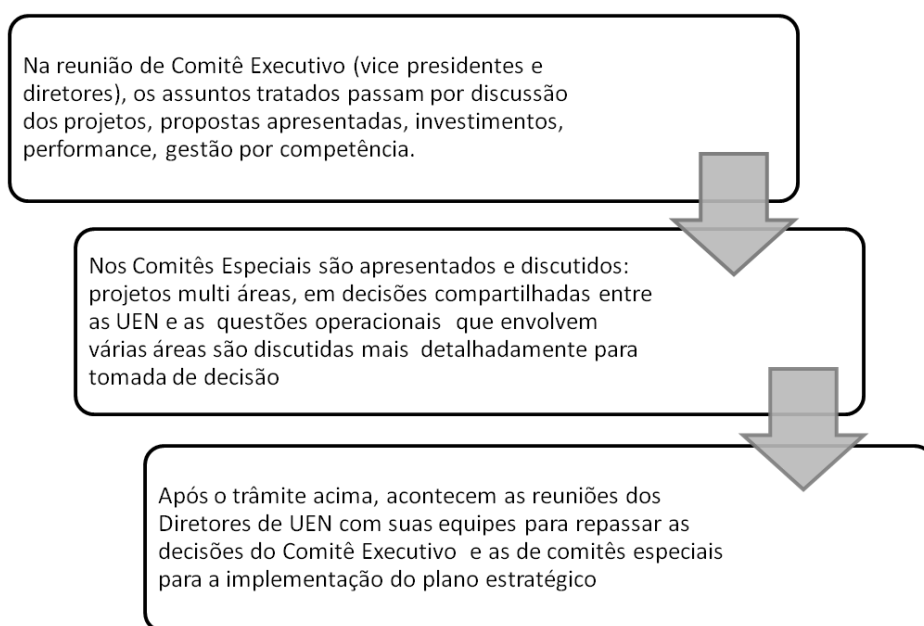 Na reunião de Comitê Executivo (vice presidentes e
diretores), os assuntos tratados passam por discussão
dos projetos, propostas apresentadas, investimentos,
performance, gestão por competência.
Nos Comitês Especiais são apresentados e discutidos:
projetos multi áreas, em decisões compartilhadas entre
as UEN e as questões operacionais que envolvem
várias áreas são discutidas mais detalhadamente para
tomada de decisão
Após o trâmite acima, acontecem as reuniões dos
Diretores de UEN com suas equipes para repassar as
decisões do Comitê Executivo e as de comitês especiais
para a implementação do plano estratégico